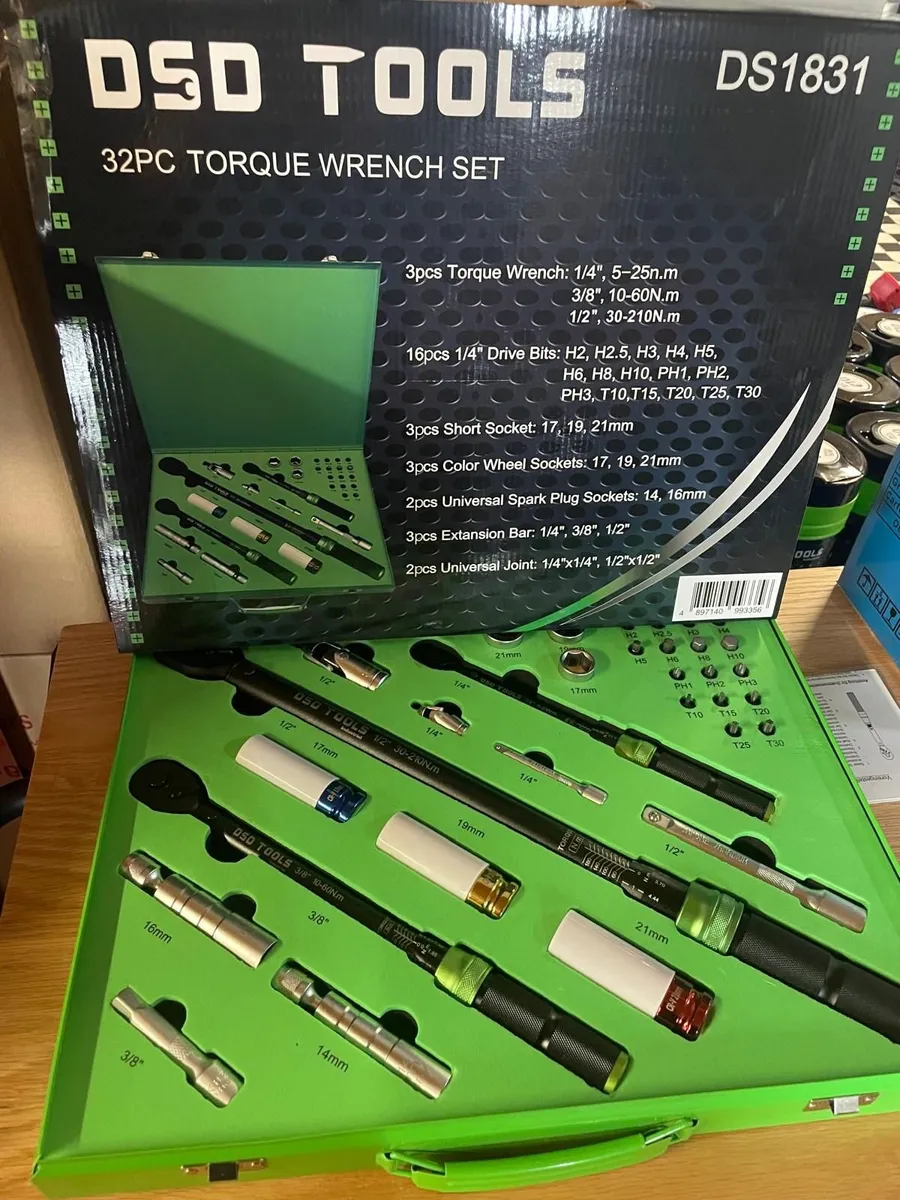 DSD TOOLS
DS1831
32PC TORQUE WRENCH SET
3pcs Torque Wrench: 1/4", 5-25n.m
3/8", 10-60N.m
1/2", 30-210N.m
16pcs 1/4" Drive Bits: H2, H2.5, H3, H4, H5,
H6, H8, H10, PH1, PH2,
PH3, T10,T15, T20, T25, T30
3pcs Short Socket: 17, 19, 21mm
3pcs Color Wheel Sockets: 17, 19, 21mm
2pcs Universal Spark Plug Sockets: 14, 16mm
3pcs Extansion Bar: 1/4", 3/8", 1/2"
2pcs Universal Joint: 1/4"x1/4", 1/2"x1/2"
4 897140 993356
H2 H2.5 H3 H4
H5 H6 H8 H10
PH1 PH2 PH3
T10 T15 T20
T25 T30
21mm
19mm
17mm
1/2"
1/4"
1/4"
1/4"
DSD TOOLS 1/2" 30-210N.m
Industrial
1/2"
17mm
19mm
1/2"
21mm
DSD TOOLS 3/8" 10-60Nm
3/8"
16mm
14mm
3/8"